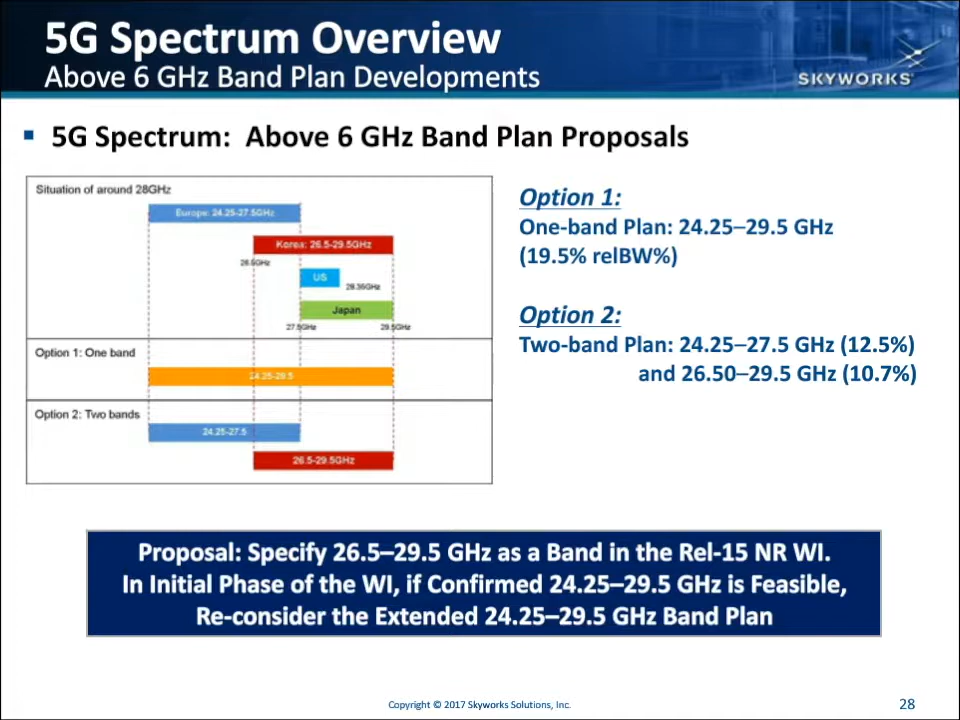 5G Spectrum Overview
Above 6 GHz Band Plan Developments
SKYWORKS
5G Spectrum: Above 6 GHz Band Plan Proposals
Situation of around 28GHz
Europe: 24.25-27.5GHz
Korea: 26.5-29.5GHz
26.5GHz
US
28.35GHz
Japan
27.5GHz
29.5GHz
Option 1: One band
24.25-29.5
Option 2: Two bands
24.25-27.5
26.5-29.5GHz
Option 1:
One-band Plan: 24.25–29.5 GHz
(19.5% relBW%)
Option 2:
Two-band Plan: 24.25–27.5 GHz (12.5%)
and 26.50–29.5 GHz (10.7%)
Proposal: Specify 26.5–29.5 GHz as a Band in the Rel-15 NR WI.
In Initial Phase of the WI, if Confirmed 24.25–29.5 GHz is Feasible,
Re-consider the Extended 24.25–29.5 GHz Band Plan
Copyright © 2017 Skyworks Solutions, Inc.
28